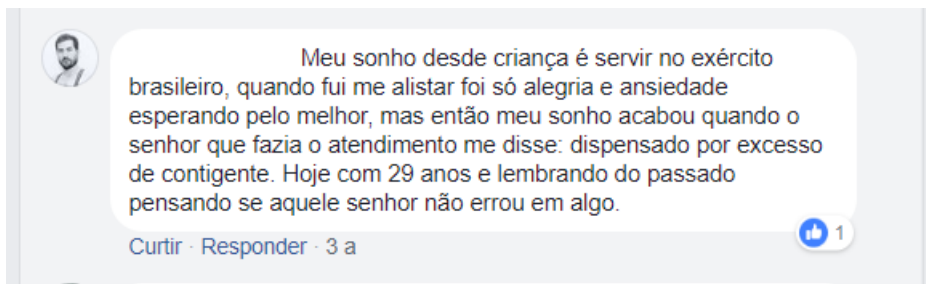 Meu sonho desde criança é servir no exército
brasileiro, quando fui me alistar foi só alegria e ansiedade
esperando pelo melhor, mas então meu sonho acabou quando o
senhor que fazia o atendimento me disse: dispensado por excesso
de contigente. Hoje com 29 anos e lembrando do passado
pensando se aquele senhor não errou em algo.
1
Curtir · Responder · 3 a